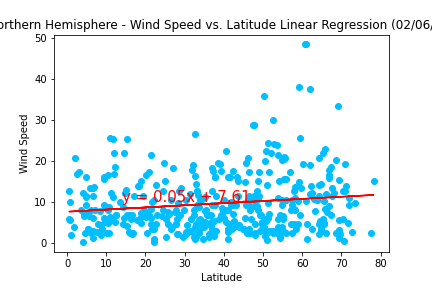 orthern Hemisphere - Wind Speed vs. Latitude Linear Regression (02/06/
50
40
30
20
10
0
Wind Speed
y = 0.05x + 7.61
0 10 20 30 40 50 60 70 80
Latitude